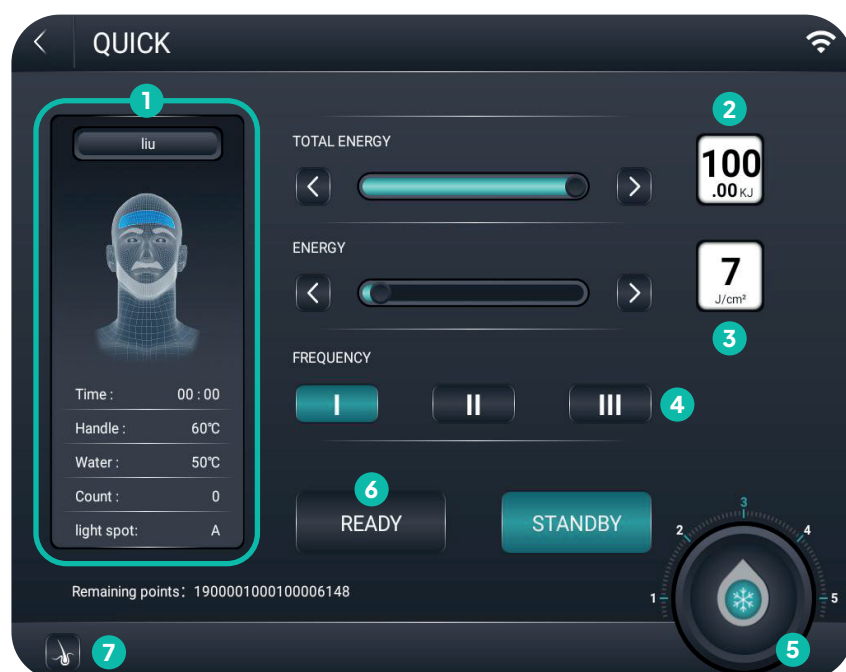 QUICK
1
liu
Time : 00 : 00
Handle : 60℃
Water : 50℃
Count : 0
light spot: A
TOTAL ENERGY
2
100
.00 KJ
ENERGY
7
J/cm²
3
FREQUENCY
I II III 4
6
READY STANDBY
1 2 3 4 5
5
Remaining points: 1900001000100006148
7